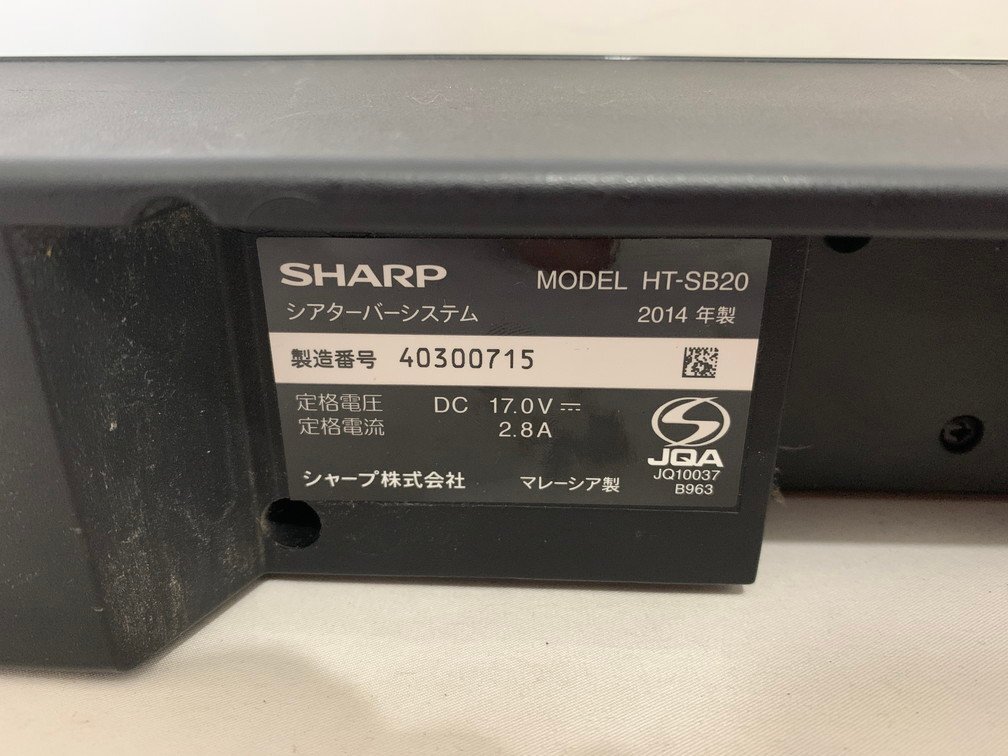 SHARP MODEL HT-SB20
シアターバーシステム 2014 年製
製造番号 40300715
定格電圧 DC 17.0V ⎓
定格電流 2.8A
JQA
シャープ株式会社 マレーシア製 JQ10037
B963